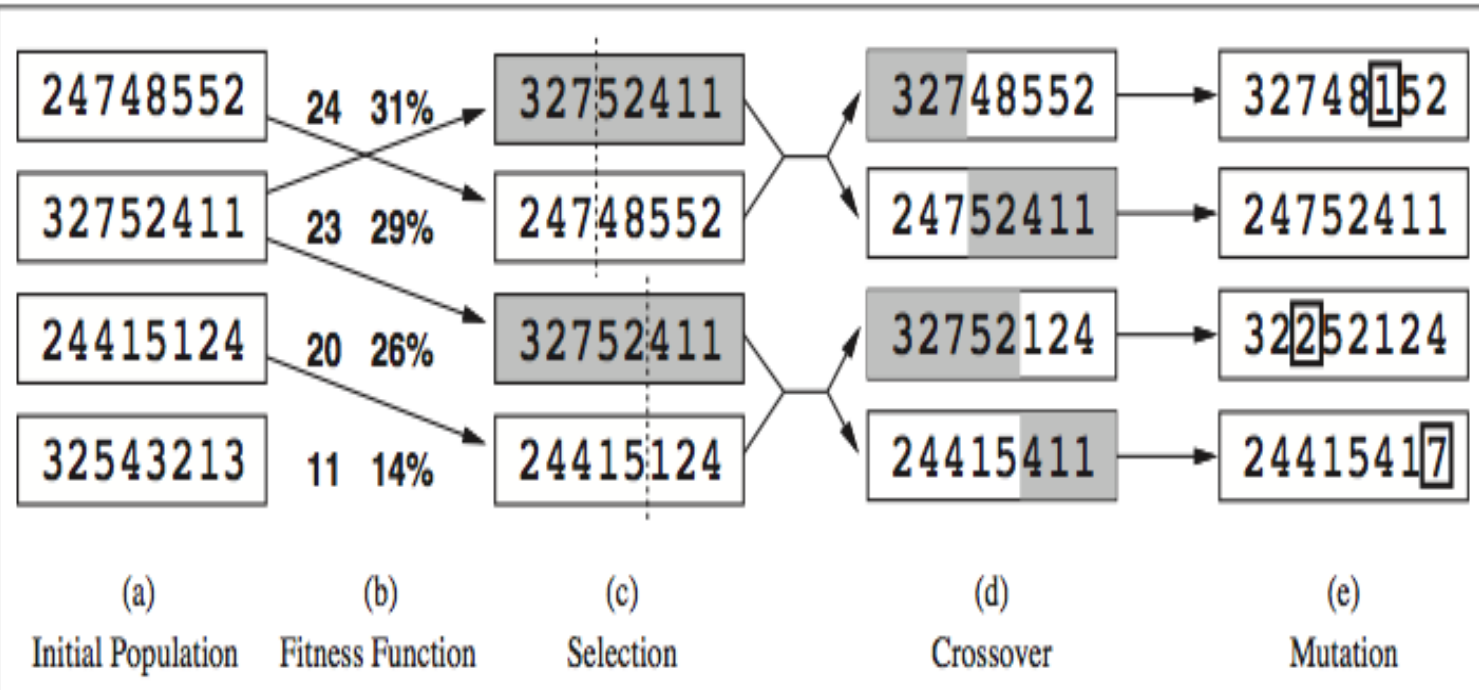 24748552 24 31% 32752411 32748552 32748152
32752411 23 29% 24748552 24752411 24752411
24415124 20 26% 32752411 32752124 32252124
32543213 11 14% 24415124 24415411 24415417
(a) (b) (c) (d) (e)
Initial Population Fitness Function Selection Crossover Mutation